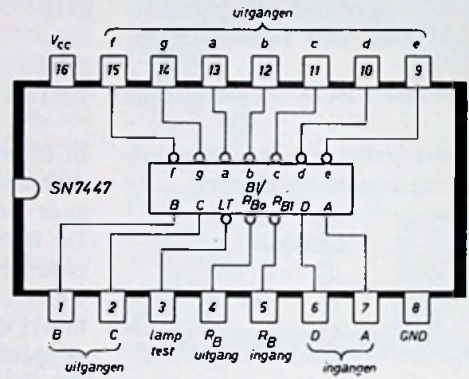 uitgangen
Vcc f g a b c d e
16 15 14 13 12 11 10 9
f g a b c d e
BI/
SN7447
B C LT RBo RBI D A
1 2 3 4 5 6 7 8
B C lamp test RB uitgang RB ingang D A GND
uitgangen ingangen